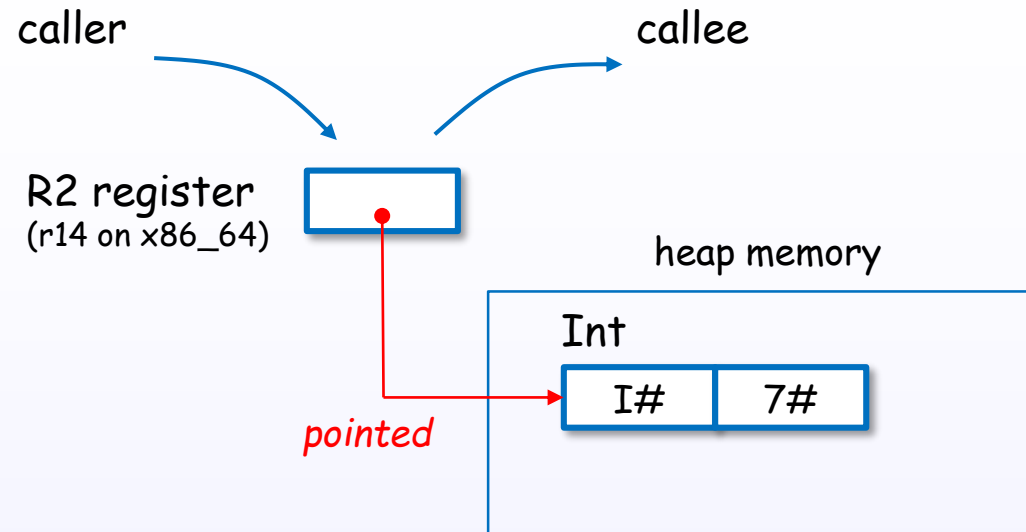 caller
callee
R2 register
(r14 on x86_64)
heap memory
Int
I# 7#
pointed